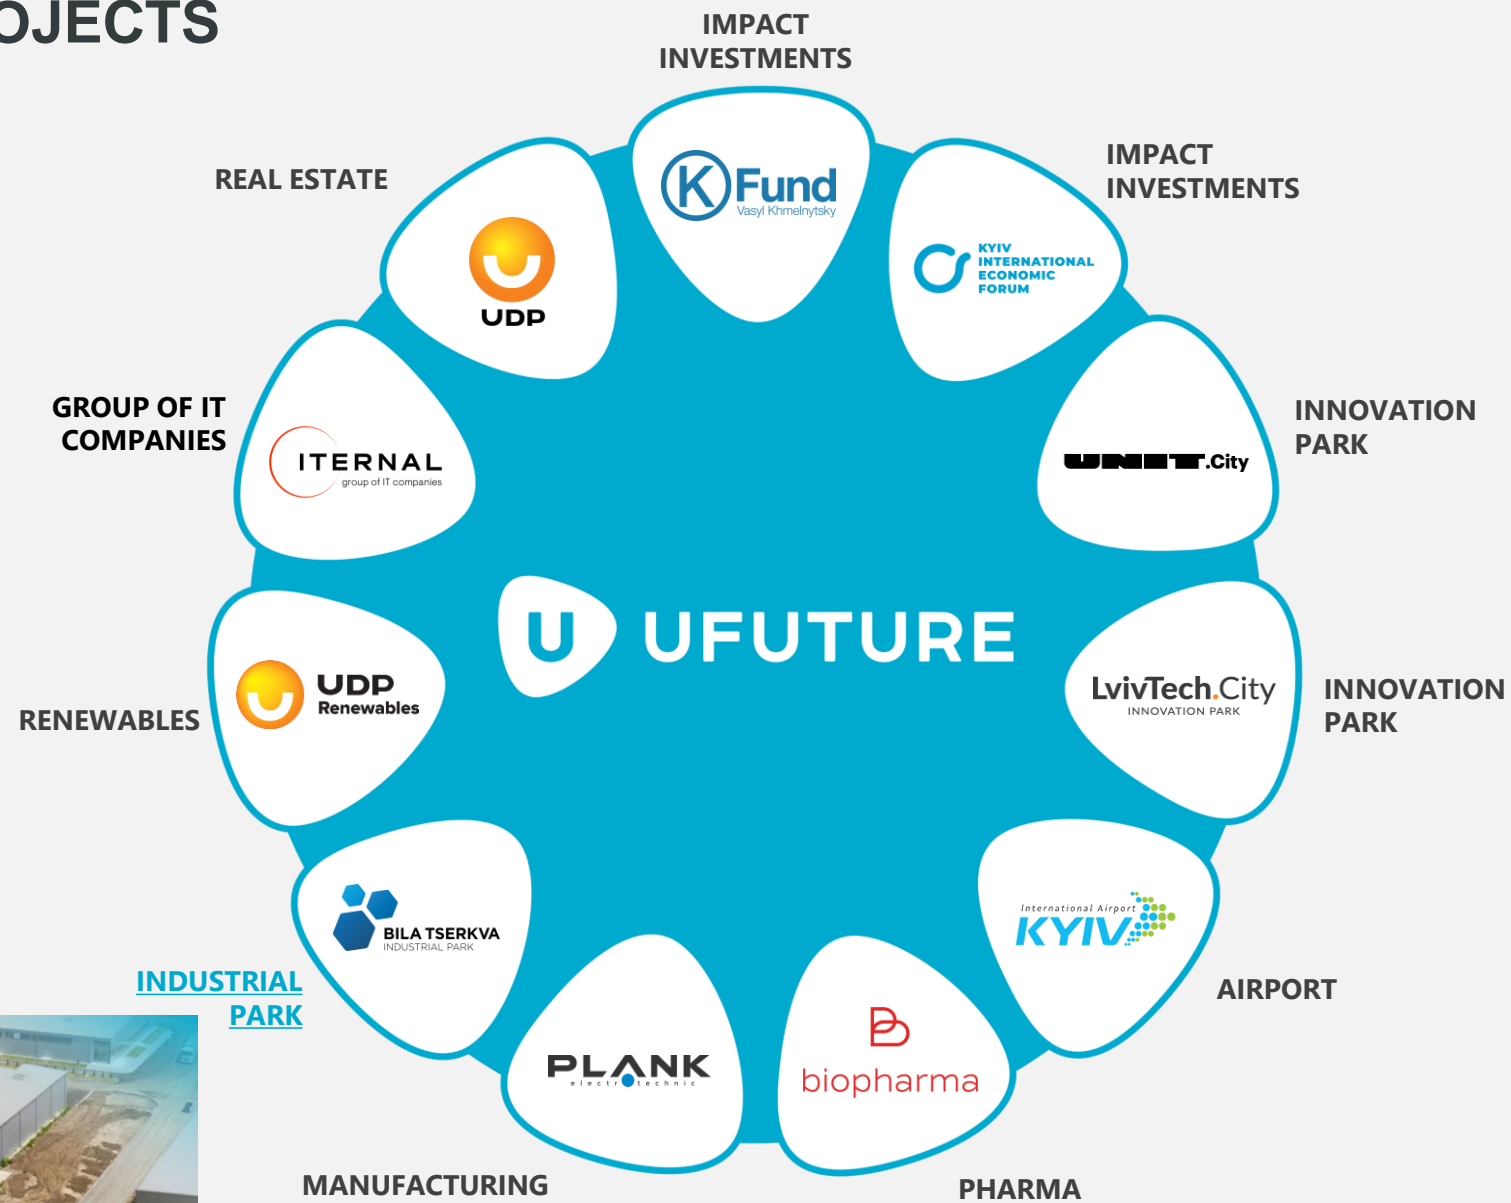 OJECTS
IMPACT
INVESTMENTS
K Fund
Vasyl Khmelnytsky
IMPACT
INVESTMENTS
KYIV
INTERNATIONAL
ECONOMIC
FORUM
REAL ESTATE
UDP
GROUP OF IT
COMPANIES
ITERNAL
group of IT companies
INNOVATION
PARK
UNIT.City
U UFUTURE
UDP
Renewables
RENEWABLES
LvivTech.City
INNOVATION PARK
INNOVATION
PARK
BILA TSERKVA
INDUSTRIAL PARK
INDUSTRIAL
PARK
International Airport
KYIV
AIRPORT
PLANK
electrotechnic
biopharma
MANUFACTURING
PHARMA